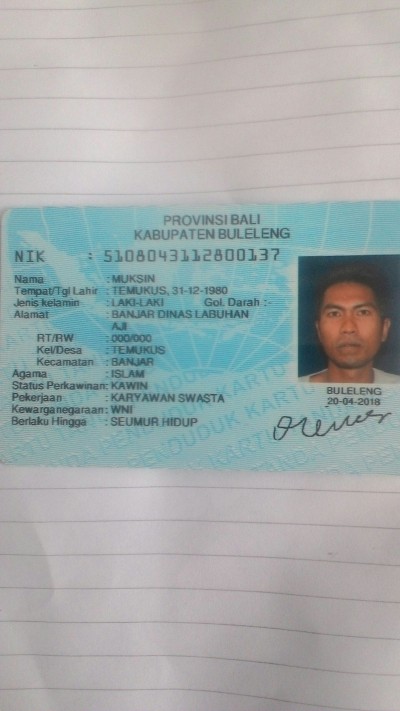 PROVINSI BALI
KABUPATEN BULELENG
NIK : 5108043112800137
Nama : MUKSIN
Tempat/Tgl Lahir : TEMUKUS, 31-12-1980
Jenis kelamin : LAKI-LAKI Gol. Darah :-
Alamat : BANJAR DINAS LABUHAN
AJI
RT/RW : 000/000
Kel/Desa : TEMUKUS
Kecamatan : BANJAR
Agama : ISLAM
Status Perkawinan: KAWIN
Pekerjaan : KARYAWAN SWASTA
Kewarganegaraan: WNI
Berlaku Hingga : SEUMUR HIDUP
BULELENG
20-04-2018